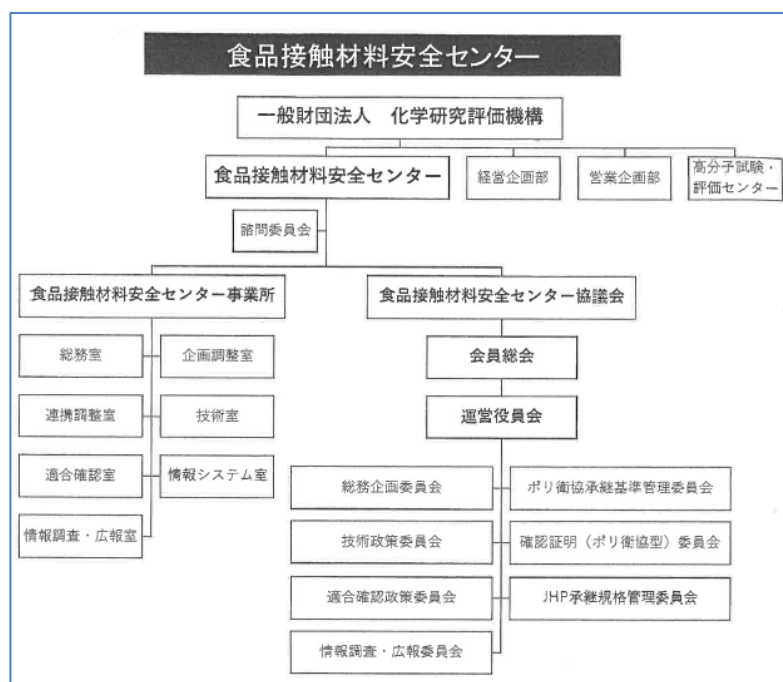 食品接触材料安全センター
一般財団法人 化学研究評価機構
食品接触材料安全センター
経営企画部
営業企画部
高分子試験・
評価センター
諮問委員会
食品接触材料安全センター事業所
食品接触材料安全センター協議会
総務室
企画調整室
会員総会
連携調整室
技術室
運営役員会
適合確認室
情報システム室
総務企画委員会
ポリ衛協承継基準管理委員会
情報調査・広報室
技術政策委員会
確認証明（ポリ衛協型）委員会
適合確認政策委員会
JHP承継規格管理委員会
情報調査・広報委員会